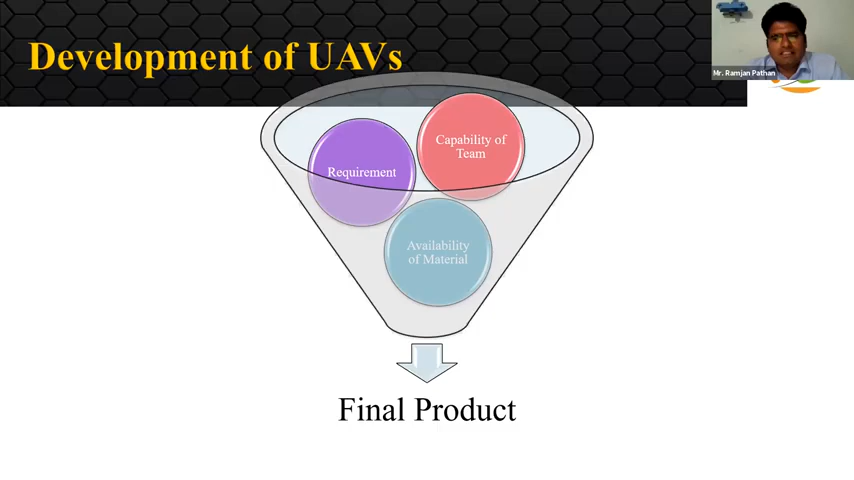 Development of UAVs
Mr. Ramjan Pathan
Capability of
Team
Requirement
Availability
of Material
Final Product